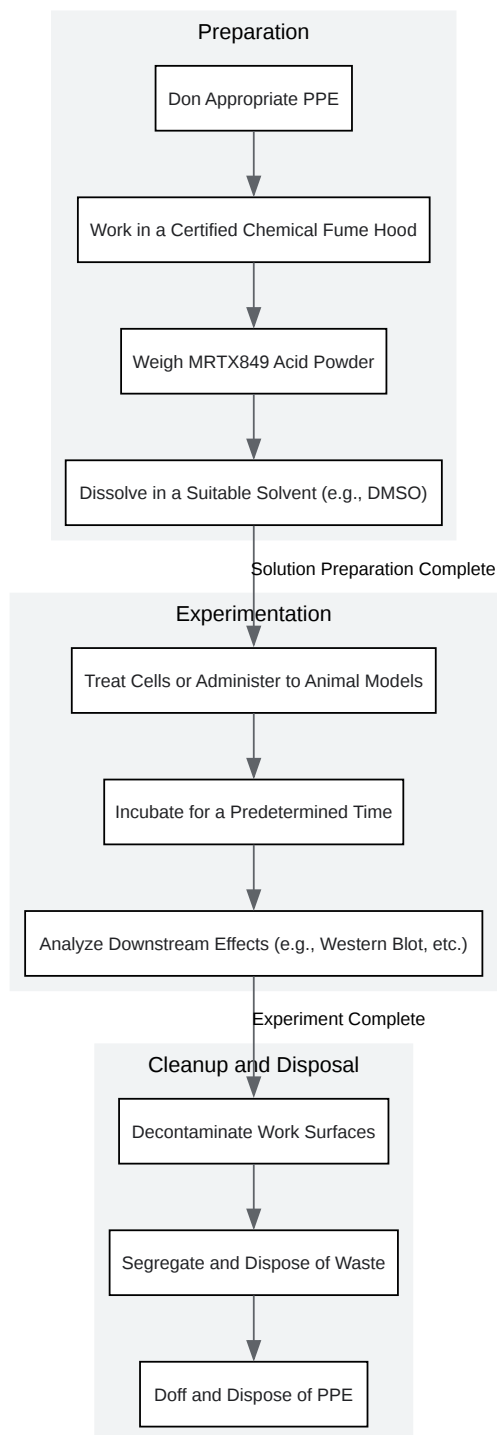 Preparation
Don Appropriate PPE
Work in a Certified Chemical Fume Hood
Weigh MRTX849 Acid Powder
Dissolve in a Suitable Solvent (e.g., DMSO)
Solution Preparation Complete
Experimentation
Treat Cells or Administer to Animal Models
Incubate for a Predetermined Time
Analyze Downstream Effects (e.g., Western Blot, etc.)
Experiment Complete
Cleanup and Disposal
Decontaminate Work Surfaces
Segregate and Dispose of Waste
Doff and Dispose of PPE